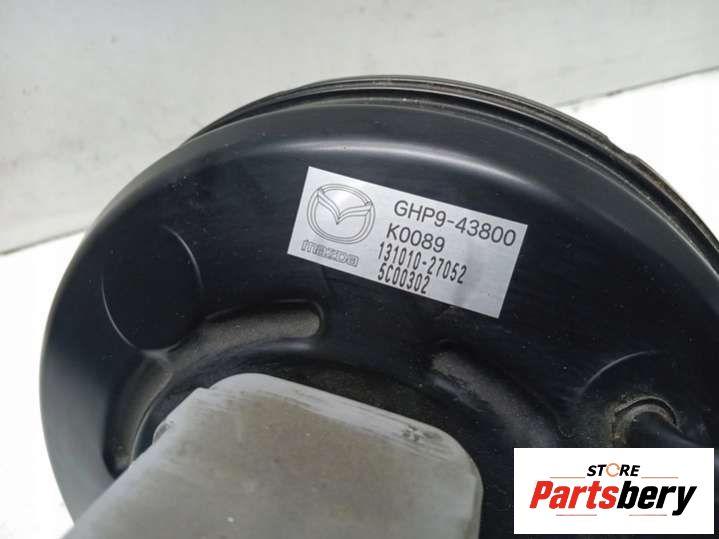 GHP9-43800
K0089
mazda
131010-27052
5C00302
STORE
Partsbery